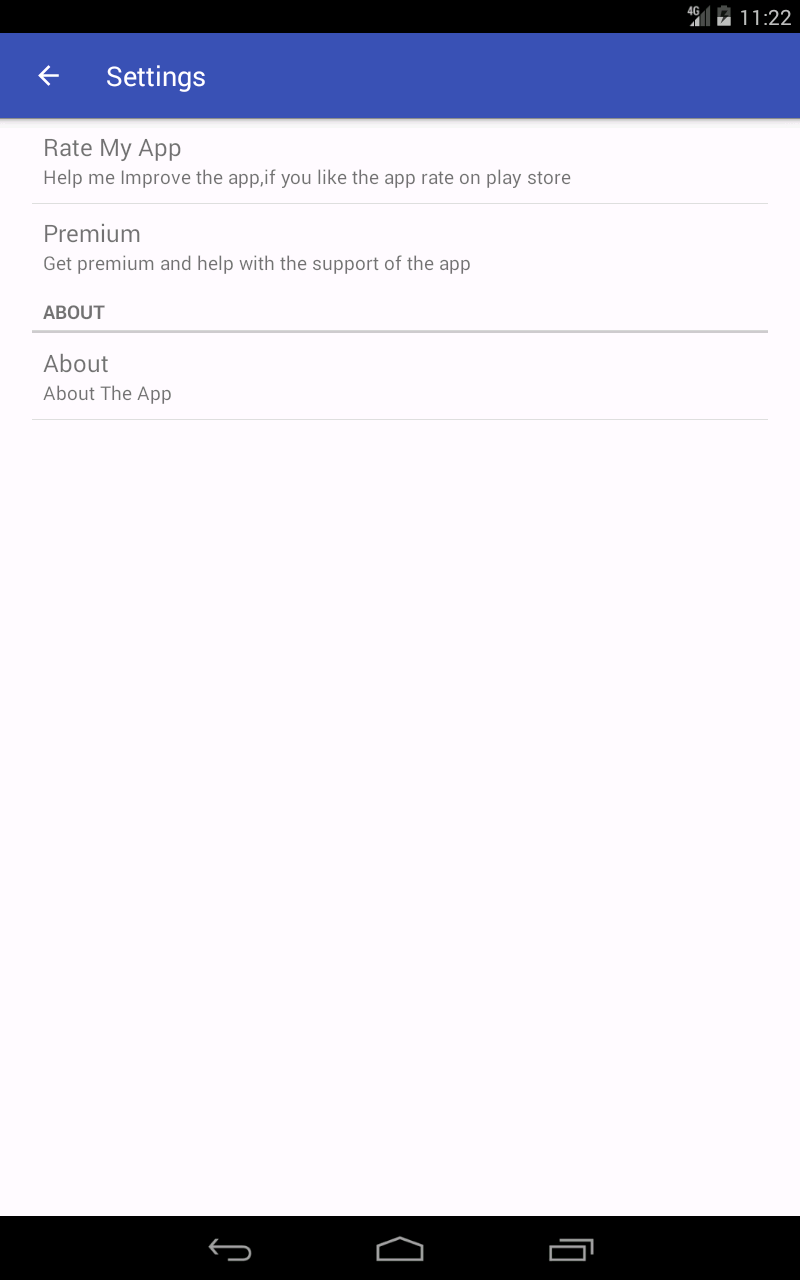 4G 11:22
Settings
Rate My App
Help me Improve the app,if you like the app rate on play store
Premium
Get premium and help with the support of the app
ABOUT
About
About The App